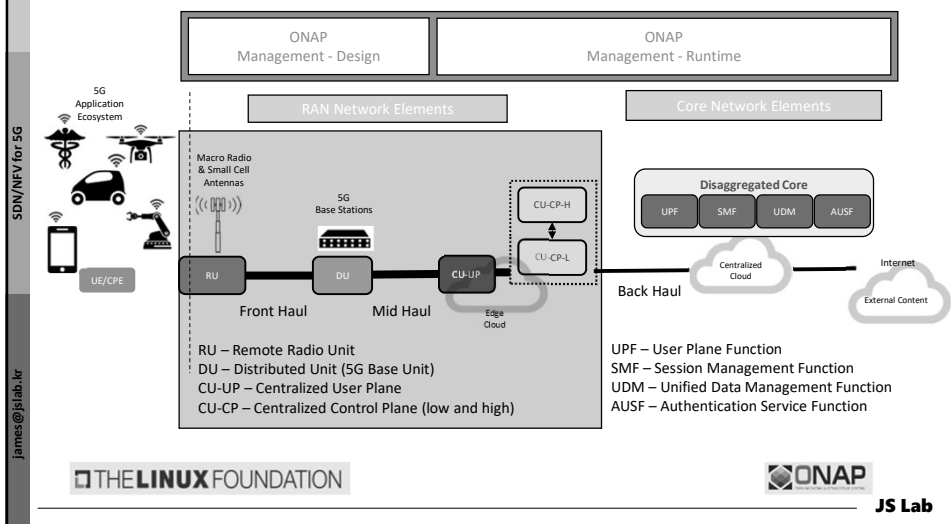 ONAP
Management - Design
ONAP
Management - Runtime
RAN Network Elements
Core Network Elements
5G
Application
Ecosystem
Macro Radio
& Small Cell
Antennas
5G
Base Stations
CU-CP-H
CU-CP-L
Disaggregated Core
UPF
SMF
UDM
AUSF
UE/CPE
RU
DU
CU-UP
Centralized
Cloud
Internet
External Content
Front Haul
Mid Haul
Edge
Cloud
Back Haul
RU – Remote Radio Unit
DU – Distributed Unit (5G Base Unit)
CU-UP – Centralized User Plane
CU-CP – Centralized Control Plane (low and high)
UPF – User Plane Function
SMF – Session Management Function
UDM – Unified Data Management Function
AUSF – Authentication Service Function
SDN/NFV for 5G
james@jslab.kr
THE LINUX FOUNDATION
ONAP
JS Lab